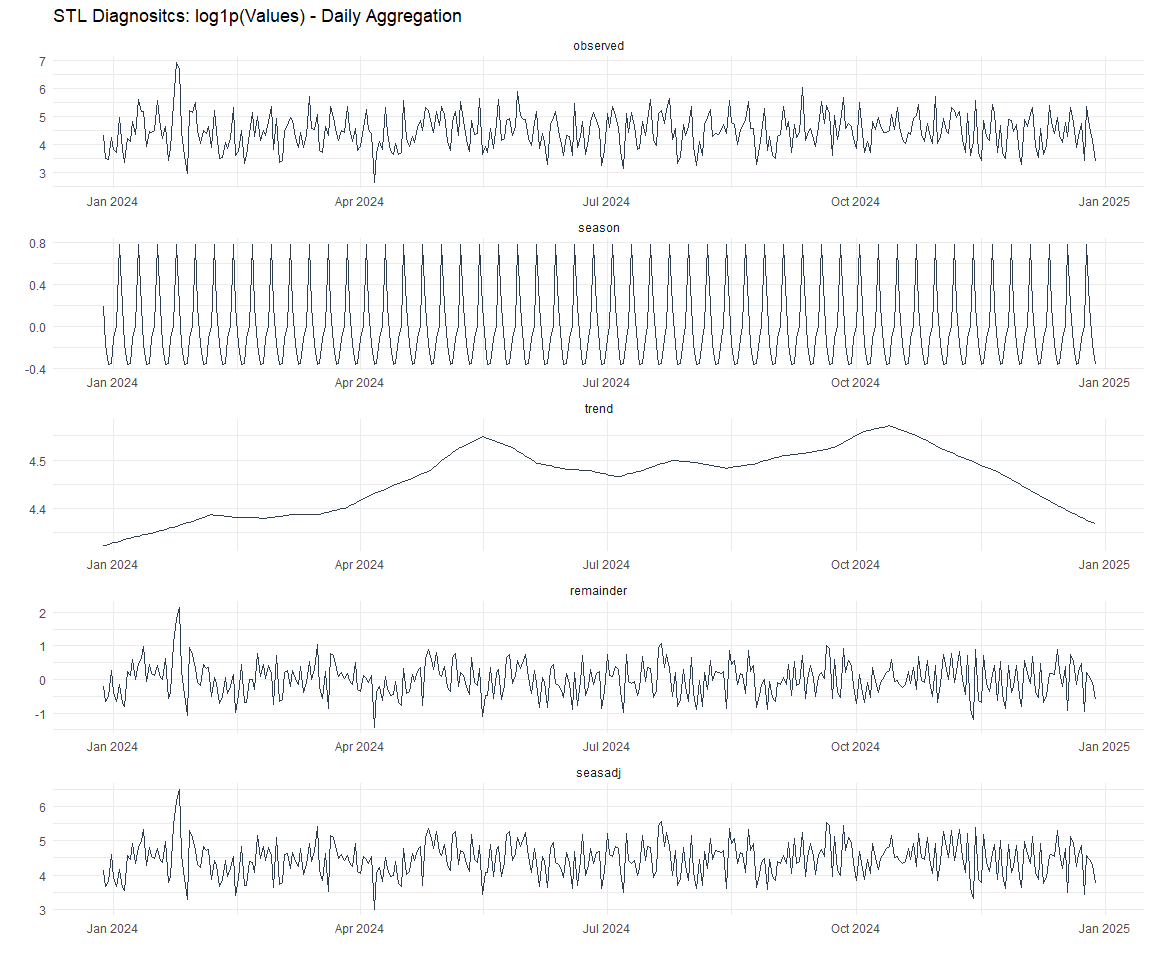 STL Diagnositcs: log1p(Values) - Daily Aggregation
observed
7
6
5
4
3
Jan 2024 Apr 2024 Jul 2024 Oct 2024 Jan 2025
season
0.8
0.4
0.0
-0.4
Jan 2024 Apr 2024 Jul 2024 Oct 2024 Jan 2025
trend
4.5
4.4
Jan 2024 Apr 2024 Jul 2024 Oct 2024 Jan 2025
remainder
2
1
0
-1
Jan 2024 Apr 2024 Jul 2024 Oct 2024 Jan 2025
seasadj
6
5
4
3
Jan 2024 Apr 2024 Jul 2024 Oct 2024 Jan 2025